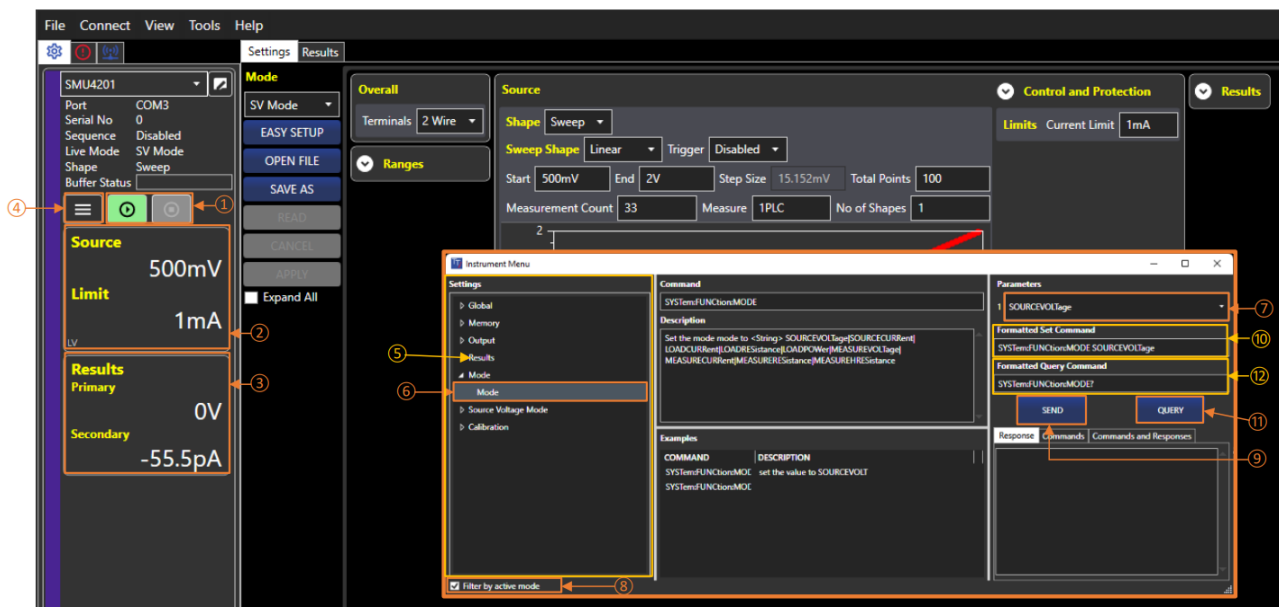 File Connect View Tools Help
Settings Results
SMU4201
Port COM3
Serial No 0
Sequence Disabled
Live Mode SV Mode
Shape Sweep
Buffer Status
④
①
Source
500mV
Limit
1mA
LV
②
Results
Primary
0V
Secondary
-55.5pA
③
Mode
SV Mode
EASY SETUP
OPEN FILE
SAVE AS
READ
CANCEL
APPLY
Expand All
Overall
Terminals 2 Wire
Ranges
Source
Shape Sweep
Sweep Shape Linear Trigger Disabled
Start 500mV End 2V Step Size 15.152mV Total Points 100
Measurement Count 33 Measure 1PLC No of Shapes 1
2
Control and Protection
Limits Current Limit 1mA
Results
Instrument Menu
Settings
Global
Memory
Output
Results
Mode
Mode
Source Voltage Mode
Calibration
⑤
⑥
Filter by active mode
⑧
Command
SYSTem:FUNCtion:MODE
Description
Set the mode mode to <String> SOURCEVOLTage|SOURCECURRent|
LOADCURRent|LOADRESistance|LOADPOWer|MEASUREVOLTage|
MEASURECURRent|MEASURERESistance|MEASUREHRESistance
Examples
COMMAND DESCRIPTION
SYSTem:FUNCtion:MOD set the value to SOURCEVOLT
SYSTem:FUNCtion:MOD
Parameters
1 SOURCEVOLTage
⑦
Formatted Set Command
SYSTem:FUNCtion:MODE SOURCEVOLTage
⑩
Formatted Query Command
SYSTem:FUNCtion:MODE?
⑫
SEND QUERY
⑪
Response Commands Commands and Responses
⑨